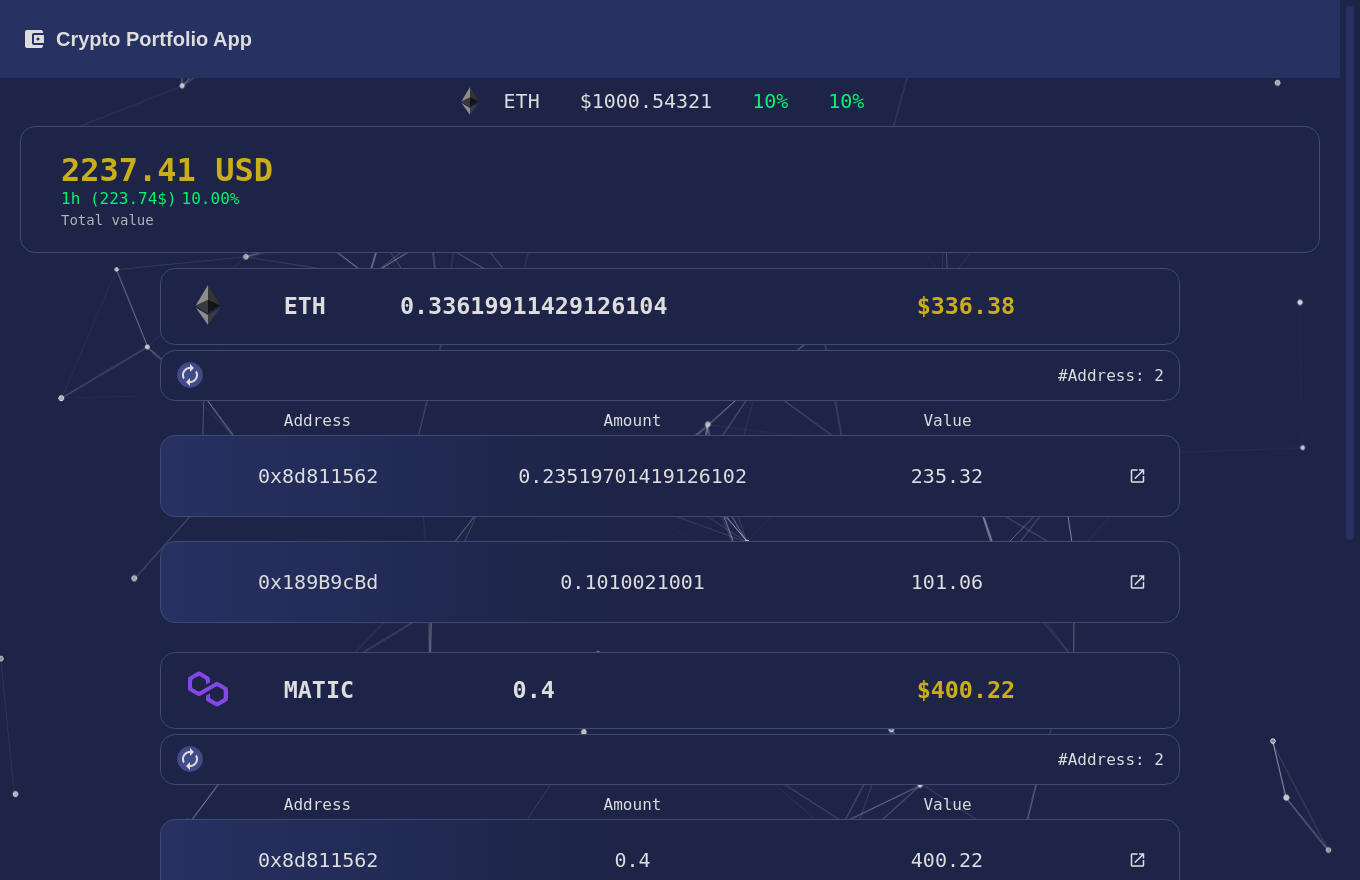 Crypto Portfolio App
ETH $1000.54321 10% 10%
2237.41 USD
1h (223.74$) 10.00%
Total value
ETH 0.33619911429126104 $336.38
#Address: 2
Address Amount Value
0x8d811562 0.23519701419126102 235.32
0x189B9cBd 0.1010021001 101.06
MATIC 0.4 $400.22
#Address: 2
Address Amount Value
0x8d811562 0.4 400.22